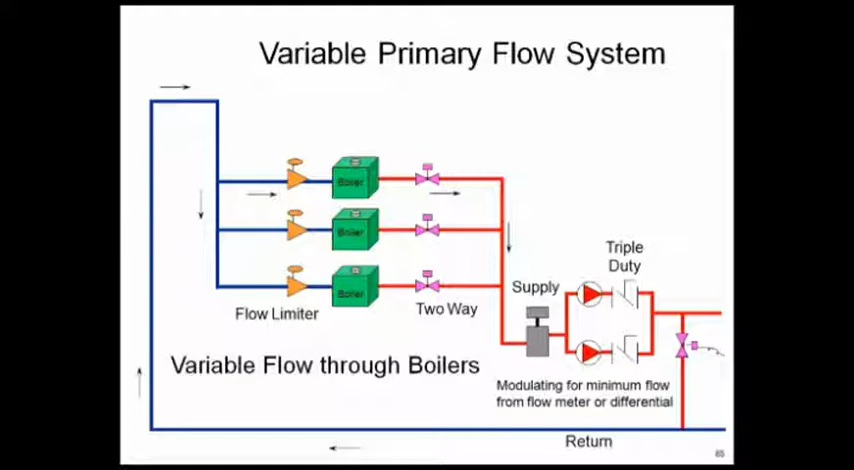 Variable Primary Flow System
Boiler
Boiler
Boiler
Flow Limiter
Two Way
Supply
Triple
Duty
Variable Flow through Boilers
Modulating for minimum flow
from flow meter or differential
Return
85